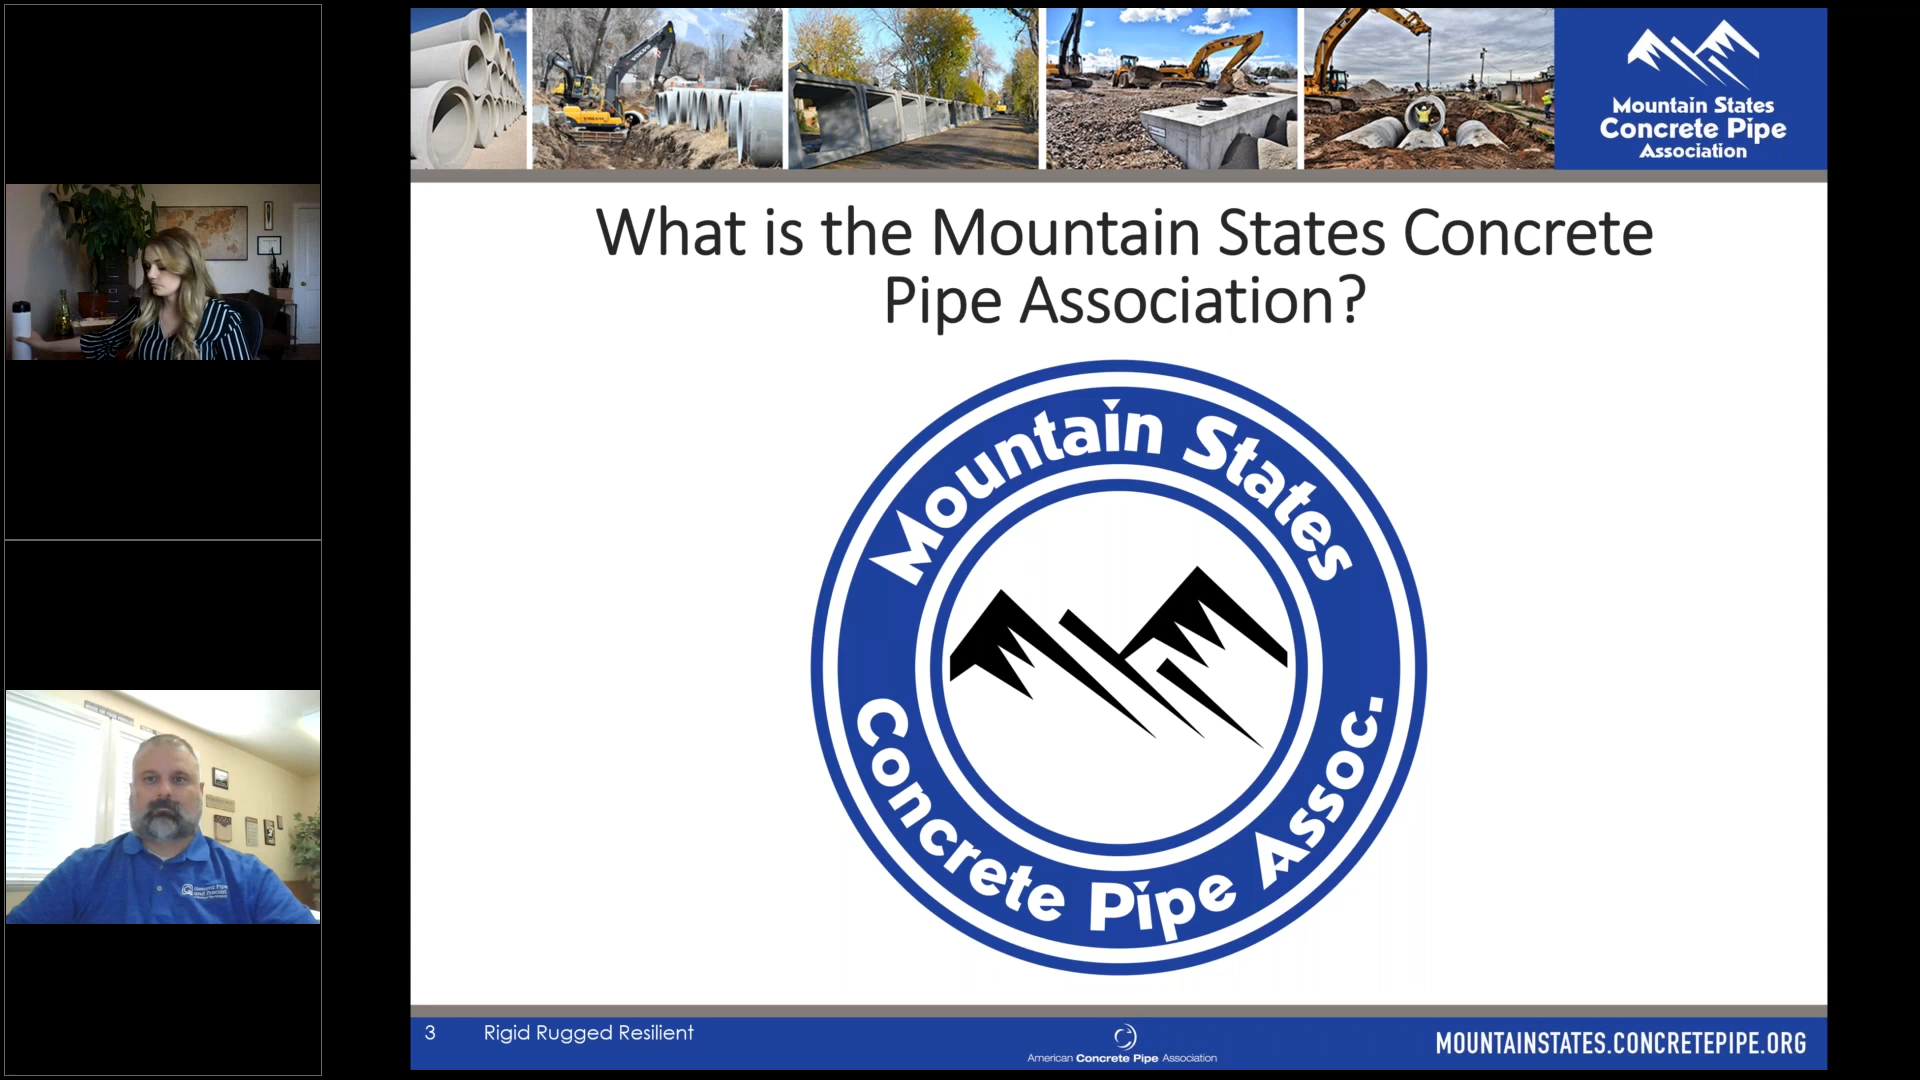 Mountain States
Concrete Pipe
Association
What is the Mountain States Concrete
Pipe Association?
Mountain States
Concrete Pipe Assoc.
3
Rigid Rugged Resilient
American Concrete Pipe Association
MOUNTAINSTATES.CONCRETEPIPE.ORG